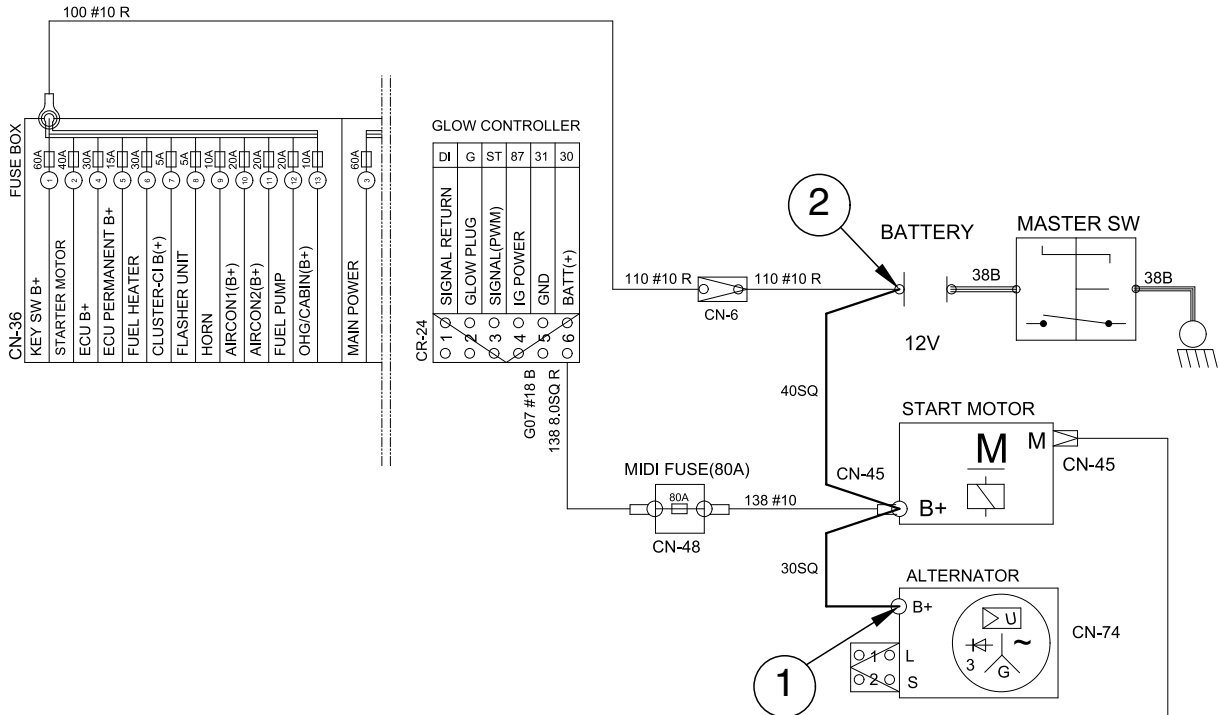 100 #10 R
FUSE BOX
CN-36
60A
40A
30A
15A
30A
5A
5A
10A
20A
20A
20A
10A
60A
1
2
4
5
6
7
8
9
10
11
12
13
3
KEY SW B+
STARTER MOTOR
ECU B+
ECU PERMANENT B+
FUEL HEATER
CLUSTER-CI B(+)
FLASHER UNIT
HORN
AIRCON1(B+)
AIRCON2(B+)
FUEL PUMP
OHG/CABIN(B+)
MAIN POWER
GLOW CONTROLLER
DI G ST 87 31 30
SIGNAL RETURN
GLOW PLUG
SIGNAL(PWM)
IG POWER
GND
BATT(+)
CR-24
1 2 3 4 5 6
G07 #18 B
138 8.0SQ R
MIDI FUSE(80A)
80A
138 #10
CN-48
110 #10 R
110 #10 R
CN-6
2
BATTERY
12V
38B
MASTER SW
38B
40SQ
START MOTOR
M
M
CN-45
CN-45
B+
30SQ
ALTERNATOR
B+
U
3
~
G
CN-74
1 L
2 S
1